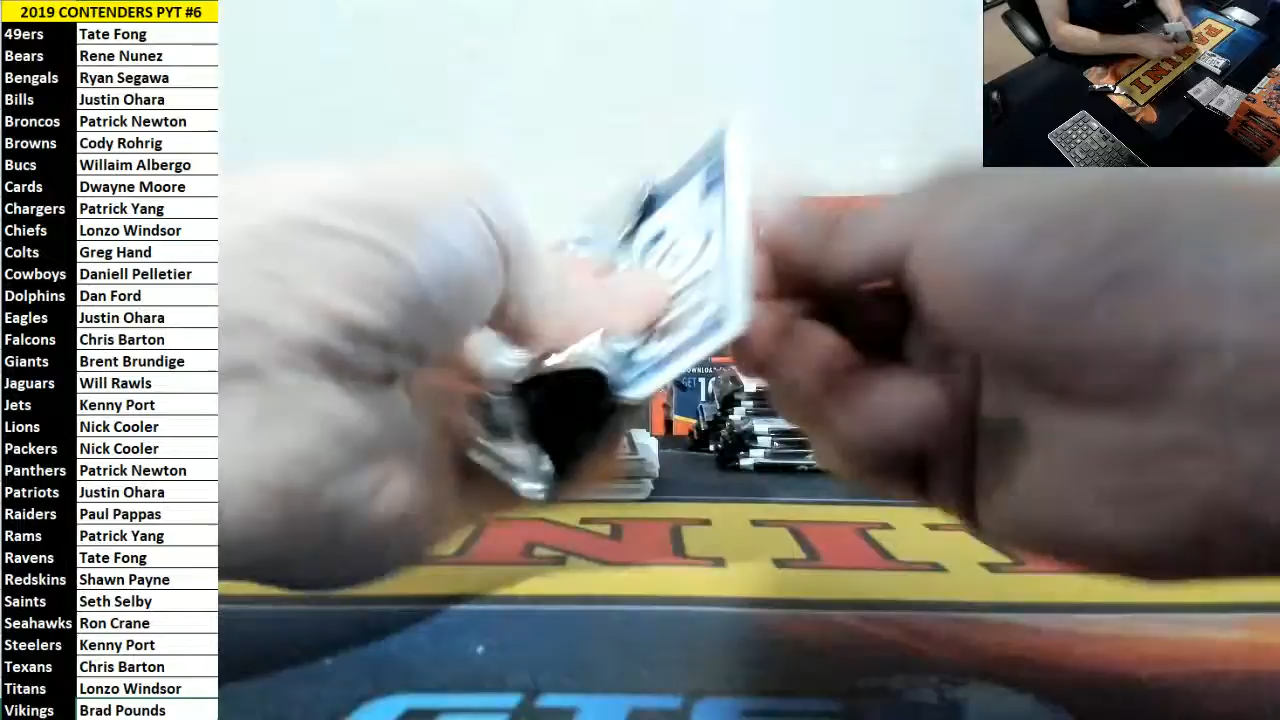 2019 CONTENDERS PYT #6
49ers Tate Fong
Bears Rene Nunez
Bengals Ryan Segawa
Bills Justin Ohara
Broncos Patrick Newton
Browns Cody Rohrig
Bucs Willaim Albergo
Cards Dwayne Moore
Chargers Patrick Yang
Chiefs Lonzo Windsor
Colts Greg Hand
Cowboys Daniell Pelletier
Dolphins Dan Ford
Eagles Justin Ohara
Falcons Chris Barton
Giants Brent Brundige
Jaguars Will Rawls
Jets Kenny Port
Lions Nick Cooler
Packers Nick Cooler
Panthers Patrick Newton
Patriots Justin Ohara
Raiders Paul Pappas
Rams Patrick Yang
Ravens Tate Fong
Redskins Shawn Payne
Saints Seth Selby
Seahawks Ron Crane
Steelers Kenny Port
Texans Chris Barton
Titans Lonzo Windsor
Vikings Brad Pounds
PANINI
GET